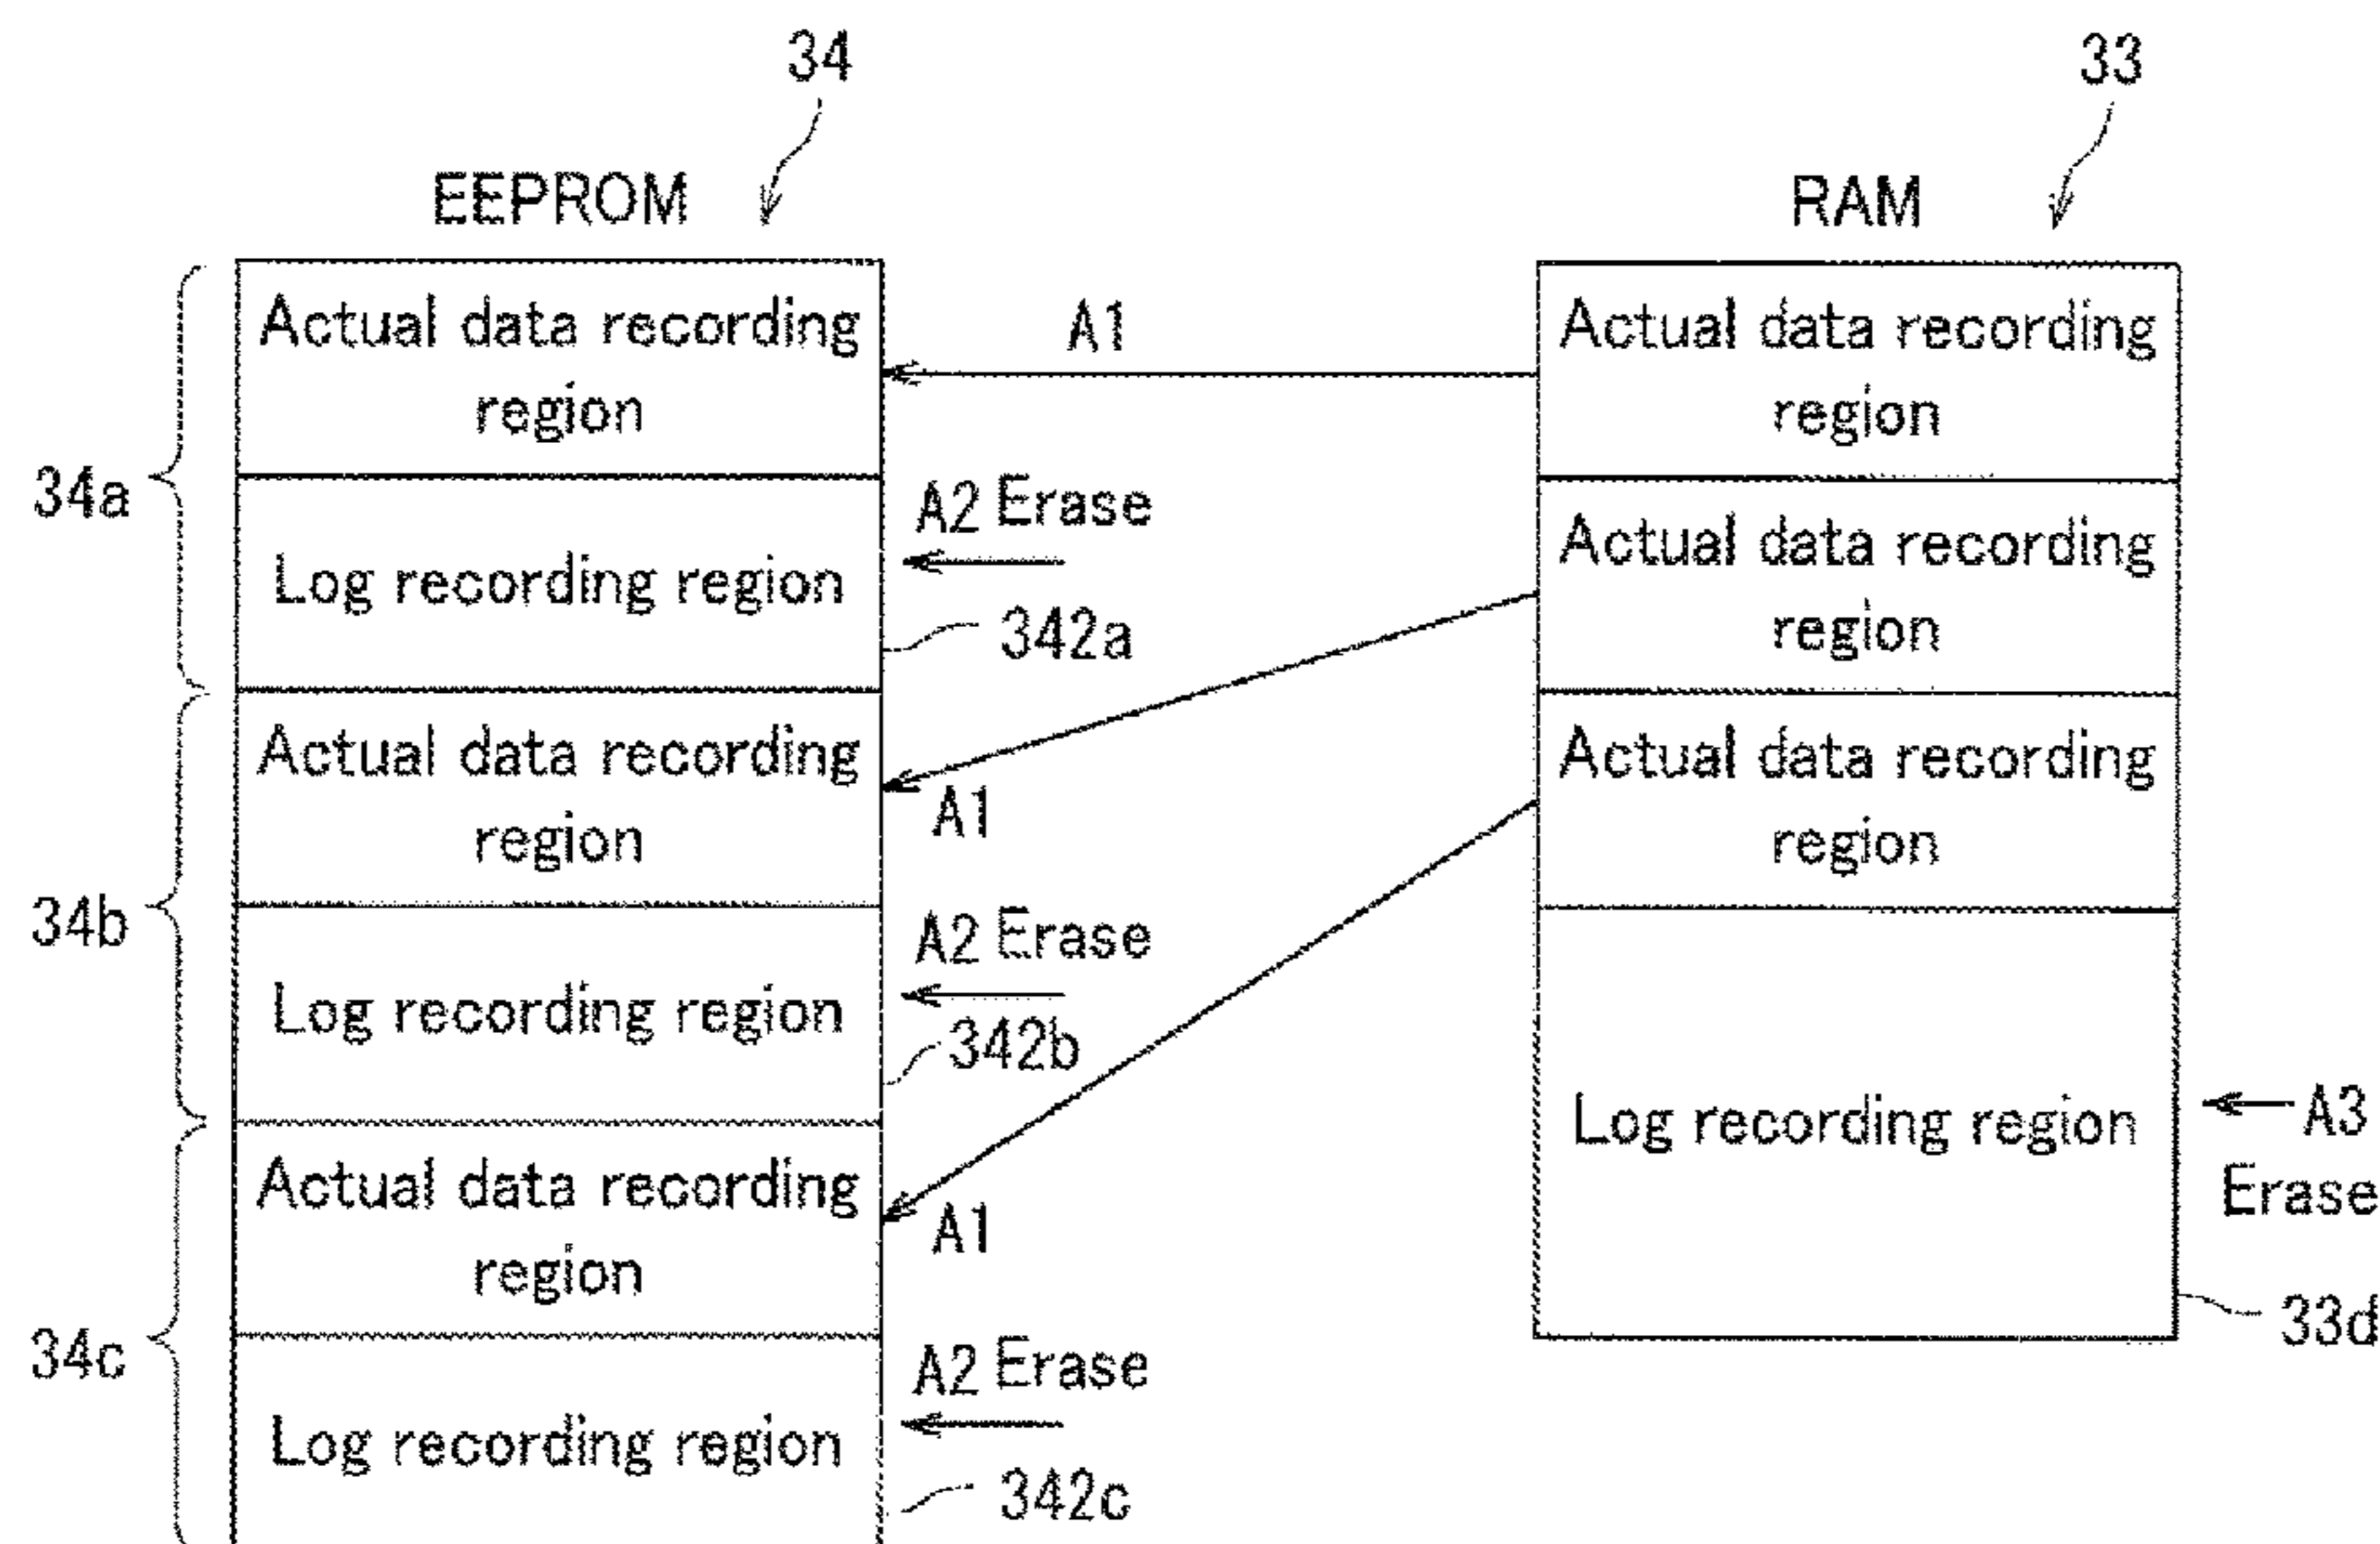 34
33
EEPROM
RAM
Actual data recording
region
A1
Actual data recording
region
34a
A2 Erase
Log recording region
342a
Actual data recording
region
Actual data recording
region
A1
Actual data recording
region
34b
A2 Erase
Log recording region
342b
Log recording region
A3
Erase
Actual data recording
region
A1
33d
34c
A2 Erase
Log recording region
342c